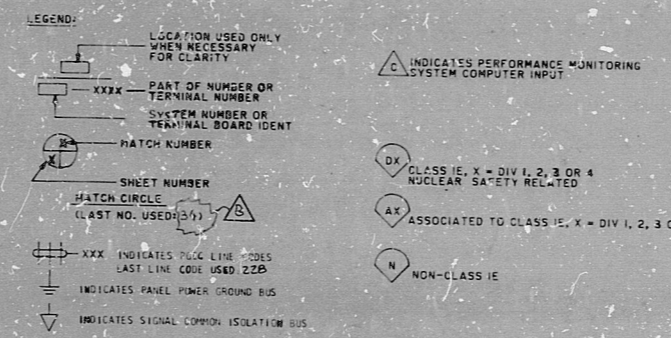 LEGEND:
LOCATION USED ONLY
WHEN NECESSARY
FOR CLARITY
XXXX
PART OF NUMBER OR
TERMINAL NUMBER
SYSTEM NUMBER OR
TERMINAL BOARD IDENT
X
MATCH NUMBER
X
SHEET NUMBER
MATCH CIRCLE
(LAST NO. USED:
B
XXX INDICATES PGCC LINE CODES
LAST LINE CODE USED 22B
INDICATES PANEL POWER GROUND BUS
INDICATES SIGNAL COMMON ISOLATION BUS
C
INDICATES PERFORMANCE MONITORING
SYSTEM COMPUTER INPUT
DX
CLASS IE, X = DIV 1, 2, 3 OR 4
NUCLEAR SAFETY RELATED
AX
ASSOCIATED TO CLASS IE, X = DIV 1, 2, 3 O
N
NON-CLASS IE